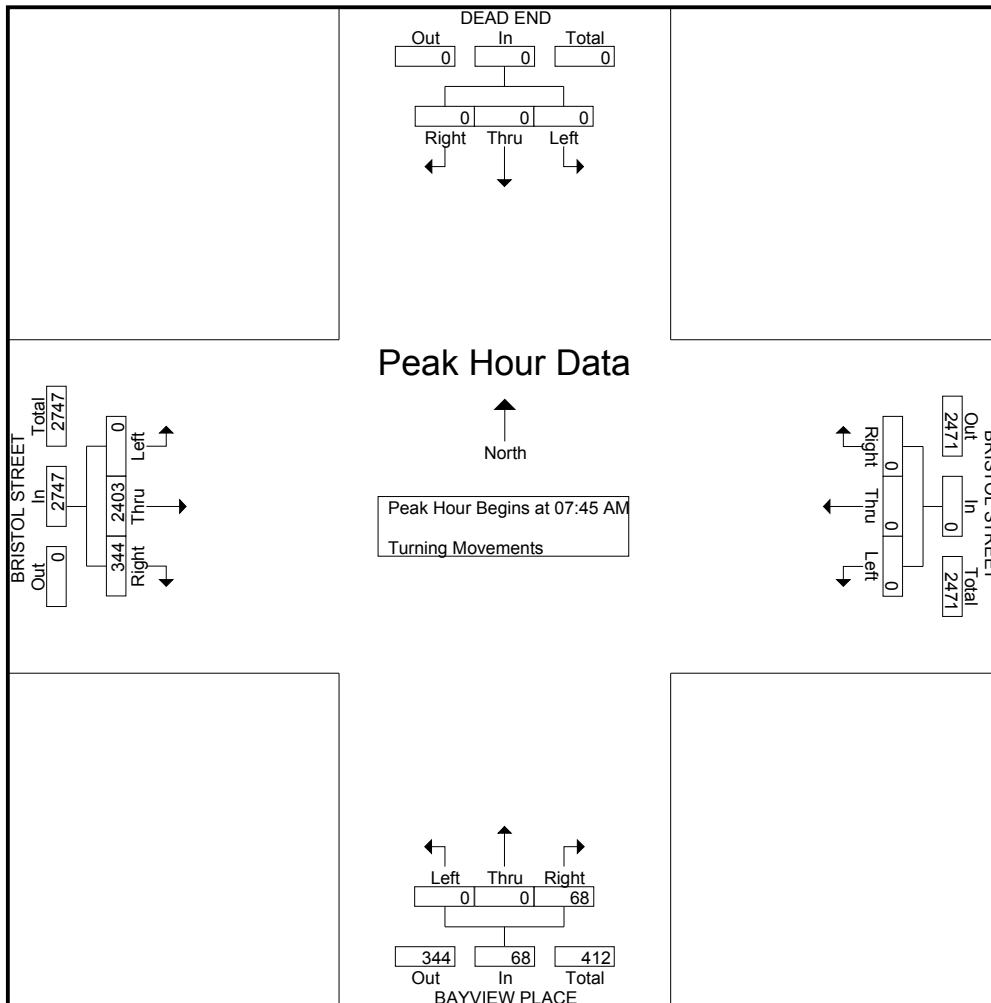 DEAD END
Out In Total
0 0 0
0 0 0
Right Thru Left
Peak Hour Data
North
Peak Hour Begins at 07:45 AM
Turning Movements
BRISTOL STREET
Out In Total
0 2747 2747
344 2403 0
Right Thru Left
BRISTOL STREET
Out In Total
2471 0 2471
0 0 0
Right Thru Left
Left Thru Right
0 0 68
344 68 412
Out In Total
BAYVIEW PLACE